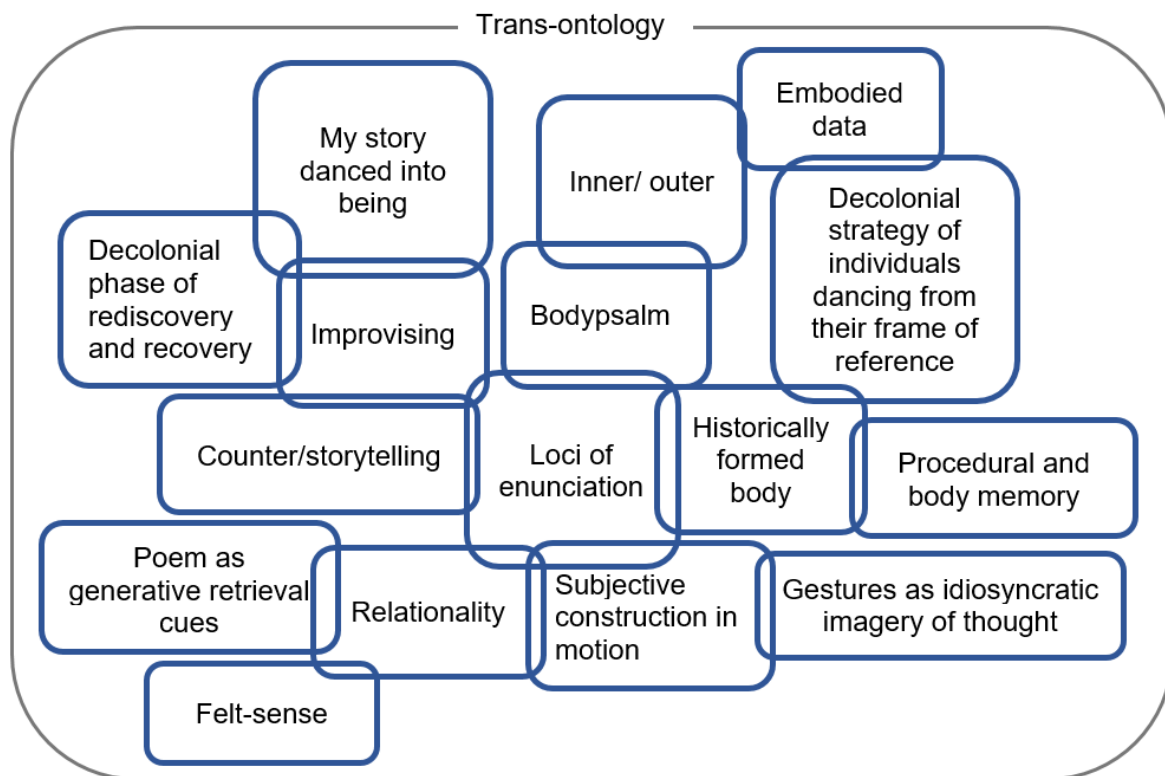 Trans-ontology
My story
danced into
being
Inner/ outer
Embodied
data
Decolonial
phase of
rediscovery
and recovery
Improvising
Bodypsalm
Decolonial
strategy of
individuals
dancing from
their frame of
reference
Counter/storytelling
Loci of
enunciation
Historically
formed
body
Procedural and
body memory
Poem as
generative retrieval
cues
Relationality
Subjective
construction in
motion
Gestures as idiosyncratic
imagery of thought
Felt-sense